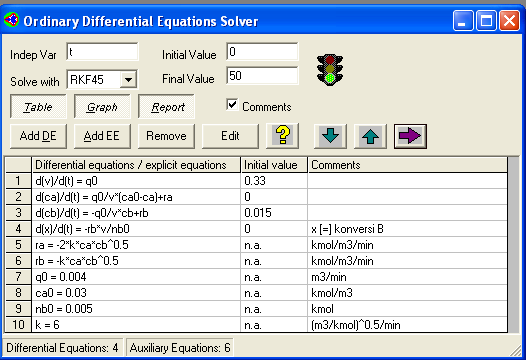 Ordinary Differential Equations Solver
Indep Var t Initial Value 0
Solve with RKF45 Final Value 50
Table Graph Report Comments
Add DE Add EE Remove Edit ?
Differential equations / explicit equations Initial value Comments
1 d(v)/d(t) = q0 0.33
2 d(ca)/d(t) = q0/v*(ca0-ca)+ra 0
3 d(cb)/d(t) = -q0/v*cb+rb 0.015
4 d(x)/d(t) = -rb*v/nb0 0 x [=] konversi B
5 ra = -2*k*ca*cb^0.5 n.a. kmol/m3/min
6 rb = -k*ca*cb^0.5 n.a. kmol/m3/min
7 q0 = 0.004 n.a. m3/min
8 ca0 = 0.03 n.a. kmol/m3
9 nb0 = 0.005 n.a. kmol
10 k = 6 n.a. (m3/kmol)^0.5/min
Differential Equations: 4 Auxiliary Equations: 6